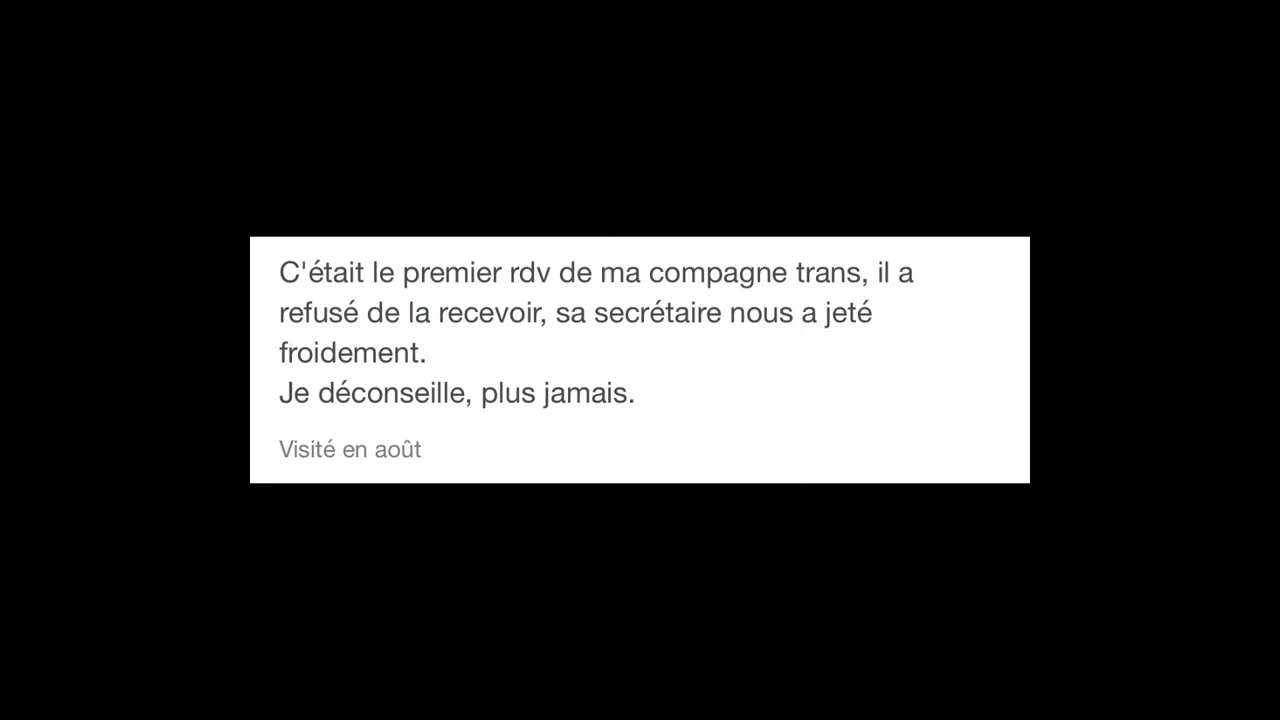 C'était le premier rdv de ma compagne trans, il a
refusé de la recevoir, sa secrétaire nous a jeté
froidement.
Je déconseille, plus jamais.
Visité en août